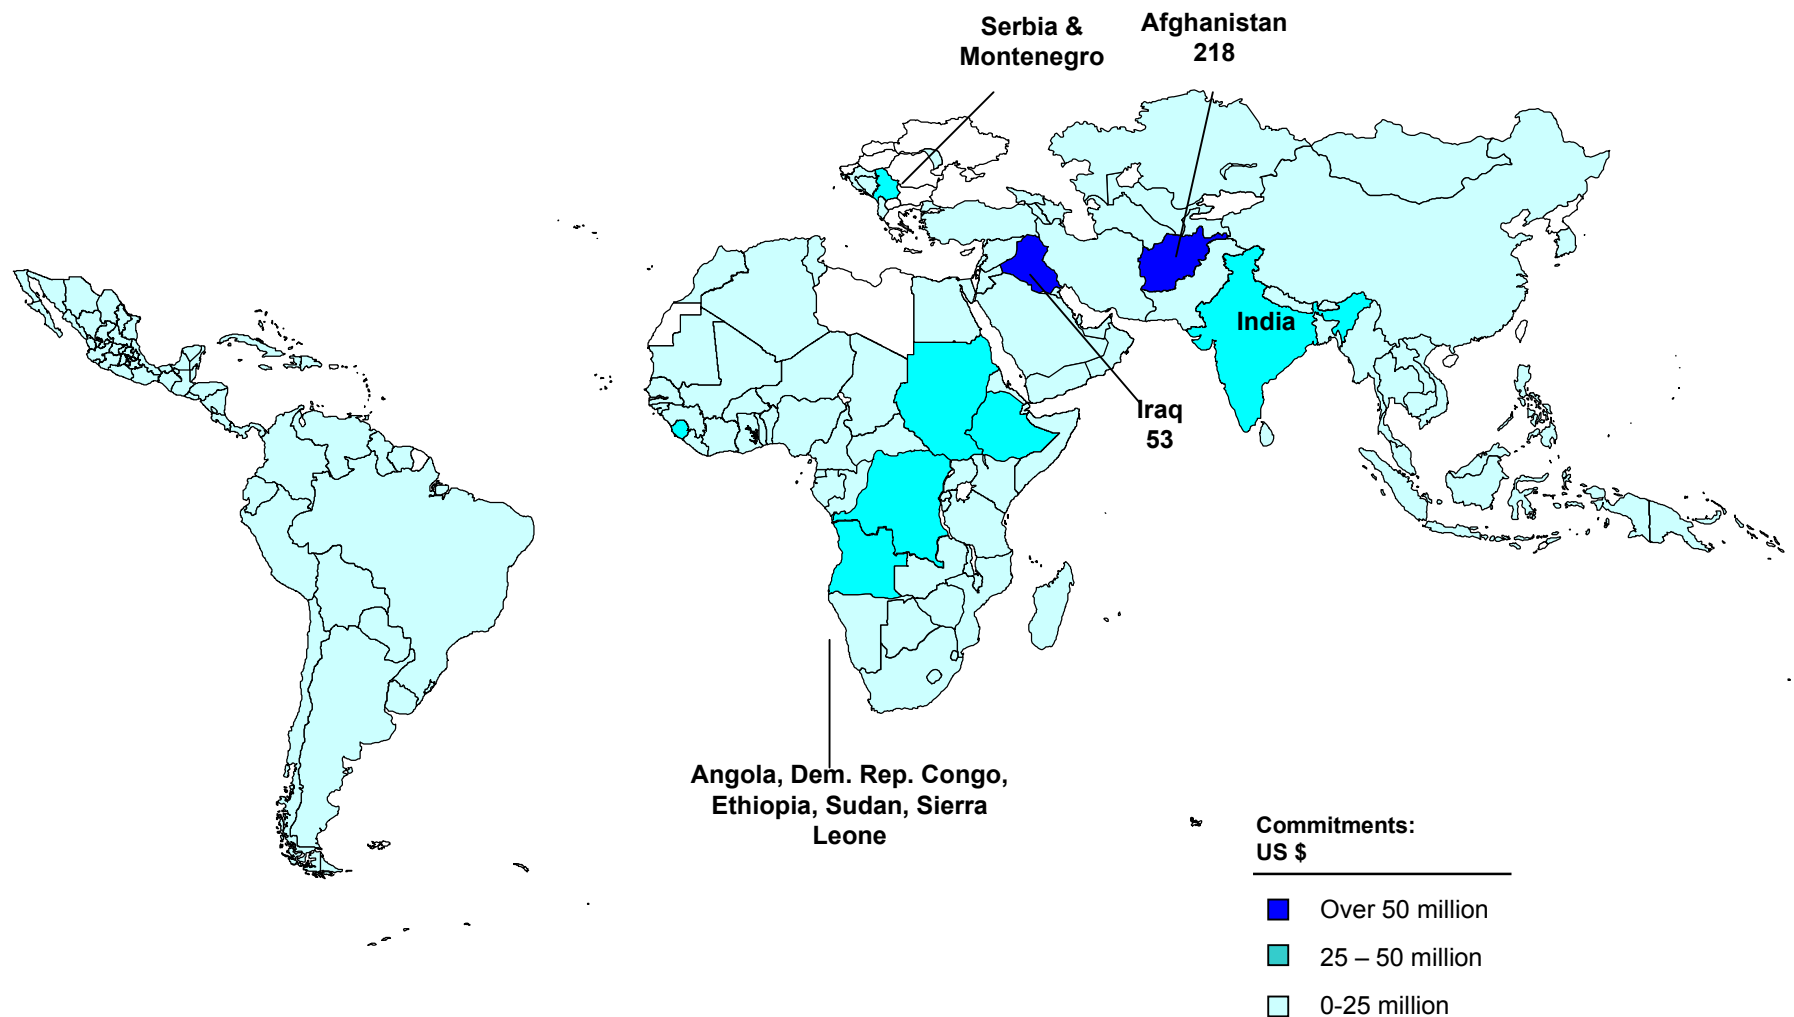 Serbia &
Montenegro
Afghanistan
218
India
Iraq
53
Angola, Dem. Rep. Congo,
Ethiopia, Sudan, Sierra
Leone
Commitments:
US $
Over 50 million
25 – 50 million
0-25 million